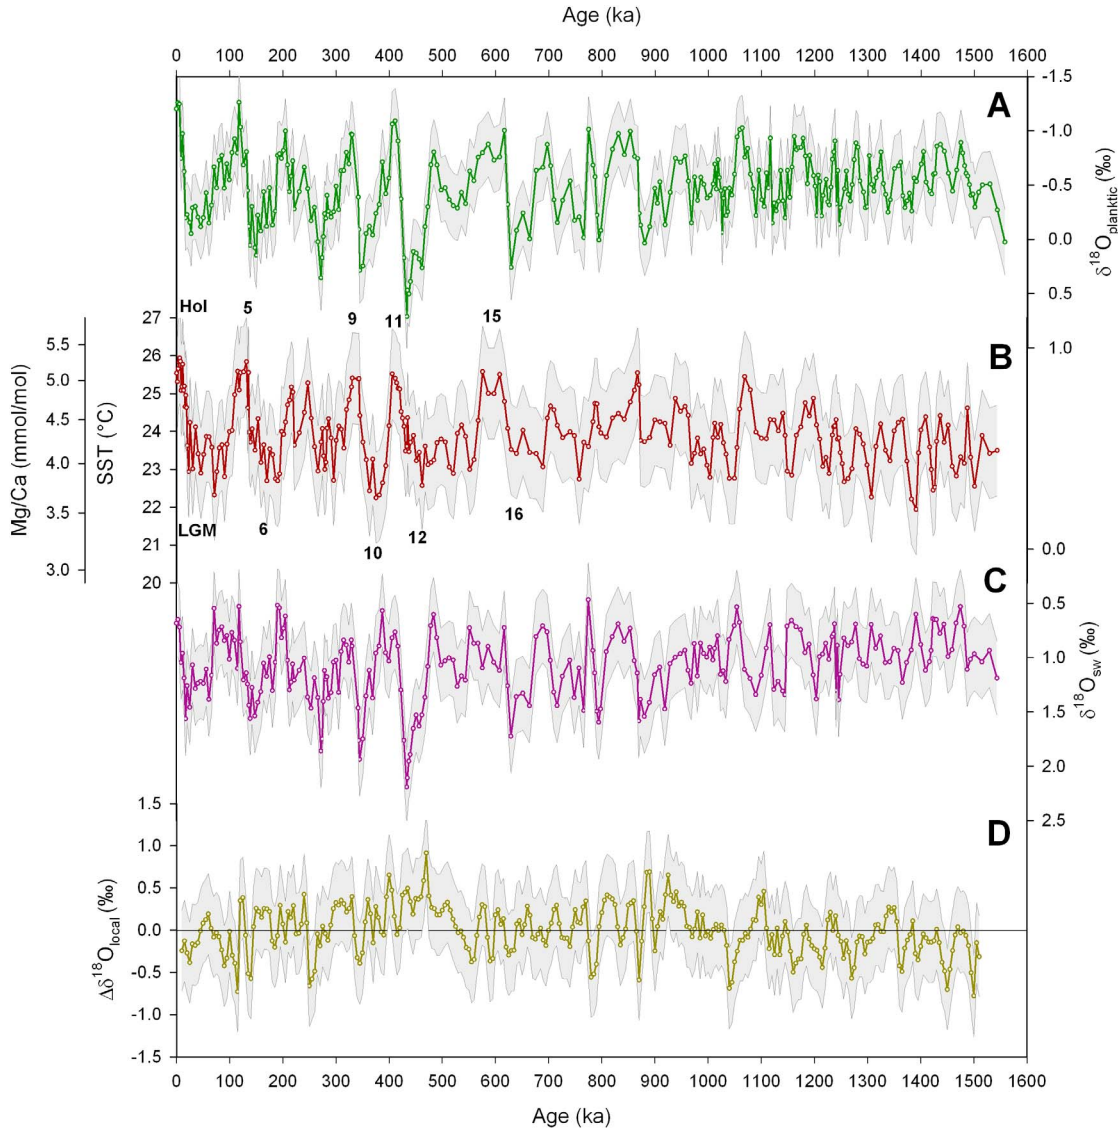 Age (ka)
0 100 200 300 400 500 600 700 800 900 1000 1100 1200 1300 1400 1500 1600
A
-1.5
-1.0
-0.5
0.0
0.5
1.0
δ¹⁸Oplanktic (‰)
Hol 5 9 11 15
B
5.5
5.0
4.5
4.0
3.5
3.0
Mg/Ca (mmol/mol)
27
26
25
24
23
22
21
20
SST (°C)
LGM 6 10 12 16
C
0.0
0.5
1.0
1.5
2.0
2.5
δ¹⁸Osw (‰)
D
1.5
1.0
0.5
0.0
-0.5
-1.0
-1.5
Δδ¹⁸Olocal (‰)
0 100 200 300 400 500 600 700 800 900 1000 1100 1200 1300 1400 1500 1600
Age (ka)